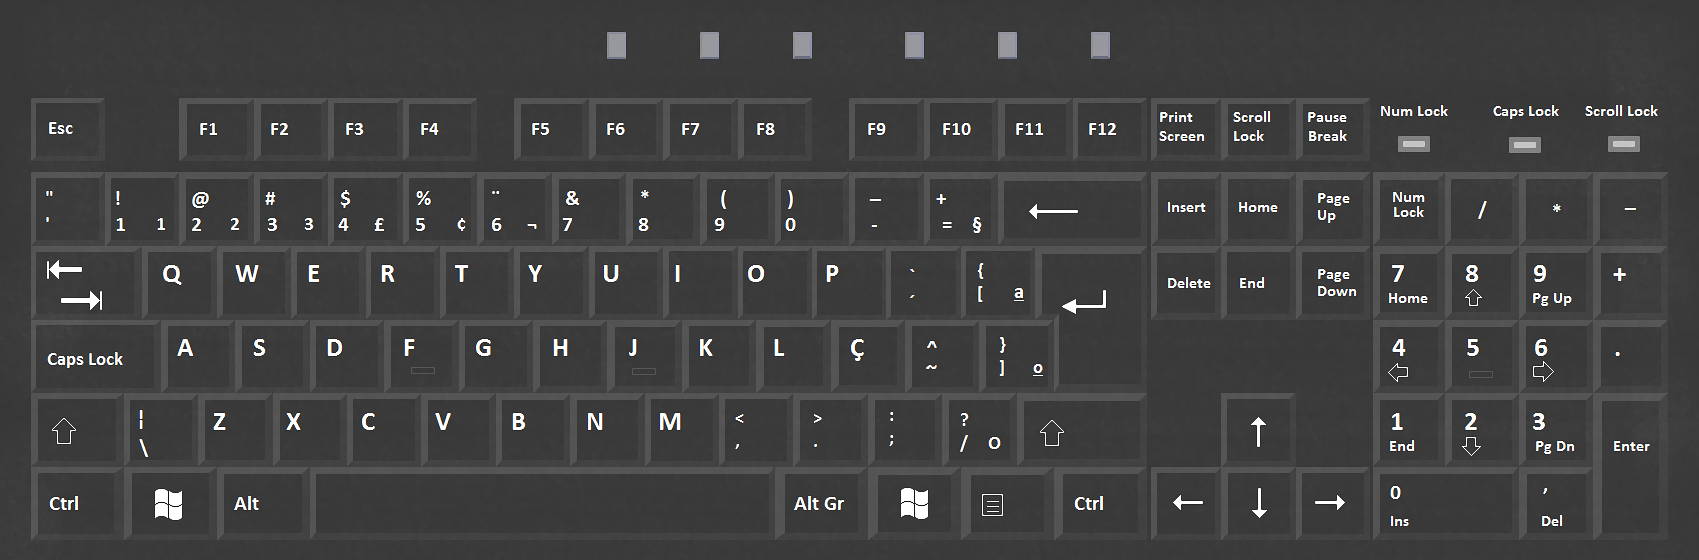 Esc F1 F2 F3 F4 F5 F6 F7 F8 F9 F10 F11 F12 Print Screen Scroll Lock Pause Break Num Lock Caps Lock Scroll Lock
" ! @ # $ % ¨ & * ( ) _ +
' 1 1 2 2 3 3 4 £ 5 ¢ 6 ¬ 7 8 9 0 - = § ← Insert Home Page Up Num Lock / * −
Q W E R T Y U I O P ` {
´ [ a Delete End Page Down 7 Home 8 9 Pg Up +
Caps Lock A S D F G H J K L Ç ^ }
~ ] o 4 5 6 .
¦ Z X C V B N M < > : ?
\ , . ; / O ↑ 1 End 2 3 Pg Dn Enter
Ctrl Alt Alt Gr Ctrl ← ↓ → 0 Ins , Del